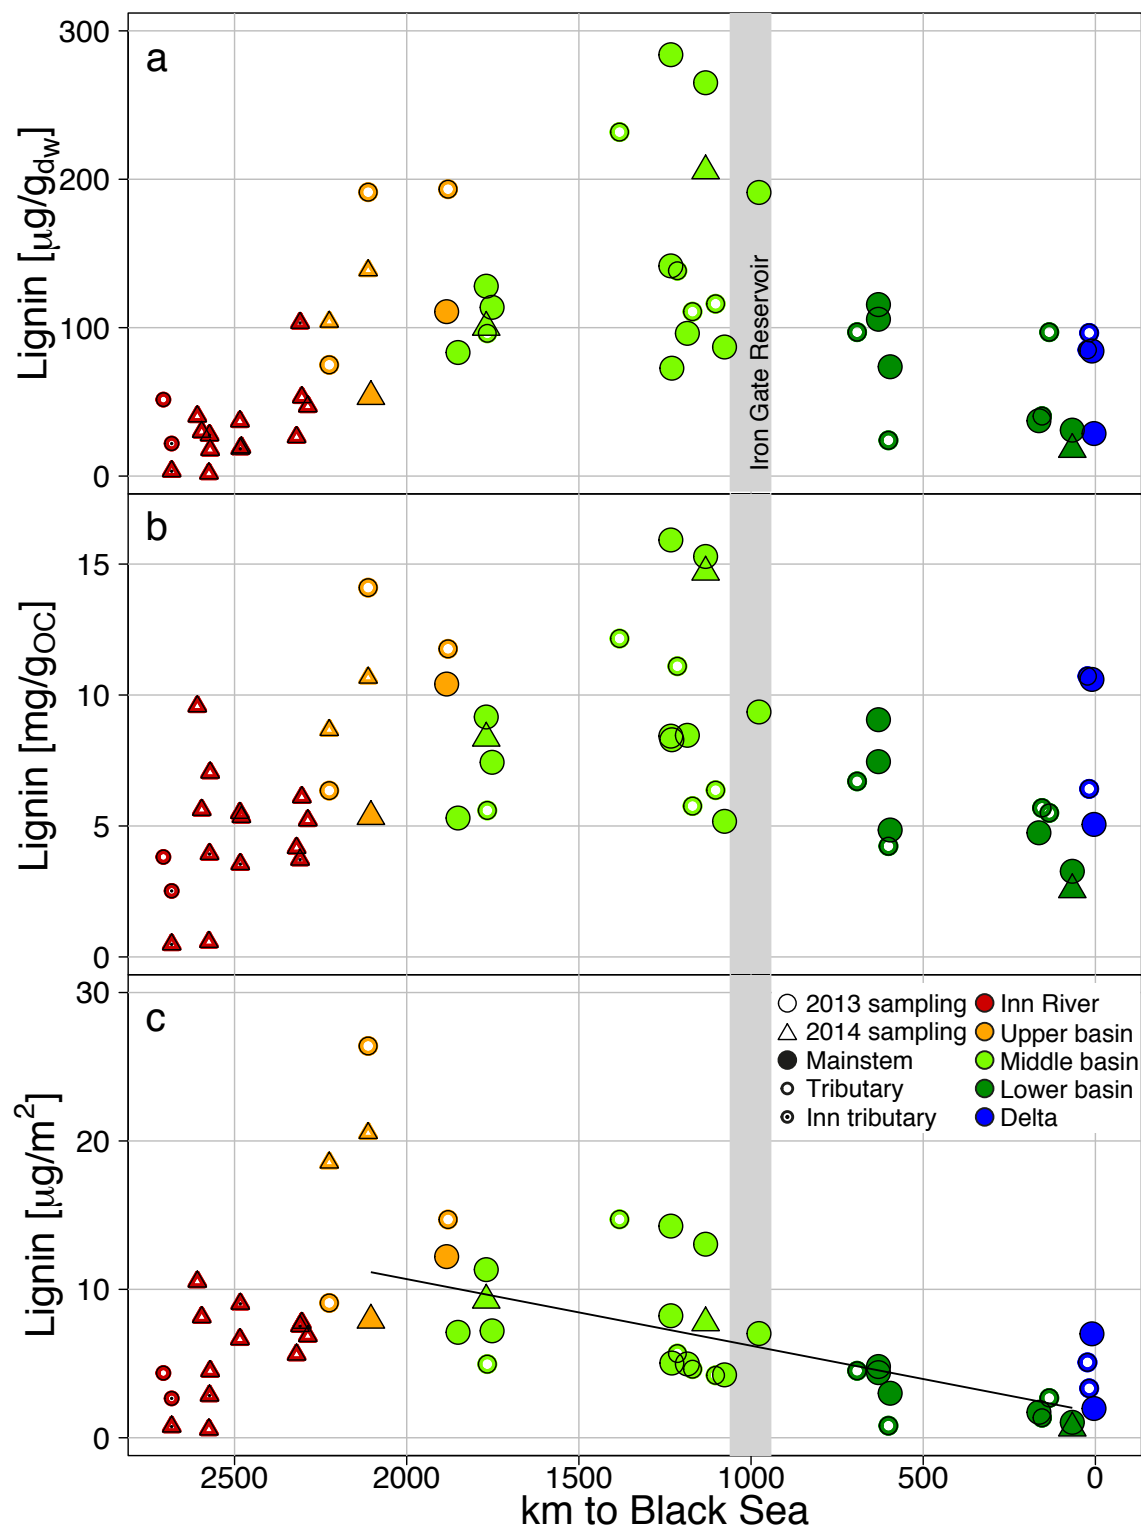 a
300
200
100
0
Lignin [µg/gdw]
Iron Gate Reservoir
b
15
10
5
0
Lignin [mg/gOC]
c
30
20
10
0
Lignin [µg/m²]
2013 sampling
2014 sampling
Mainstem
Tributary
Inn tributary
Inn River
Upper basin
Middle basin
Lower basin
Delta
2500 2000 1500 1000 500 0
km to Black Sea